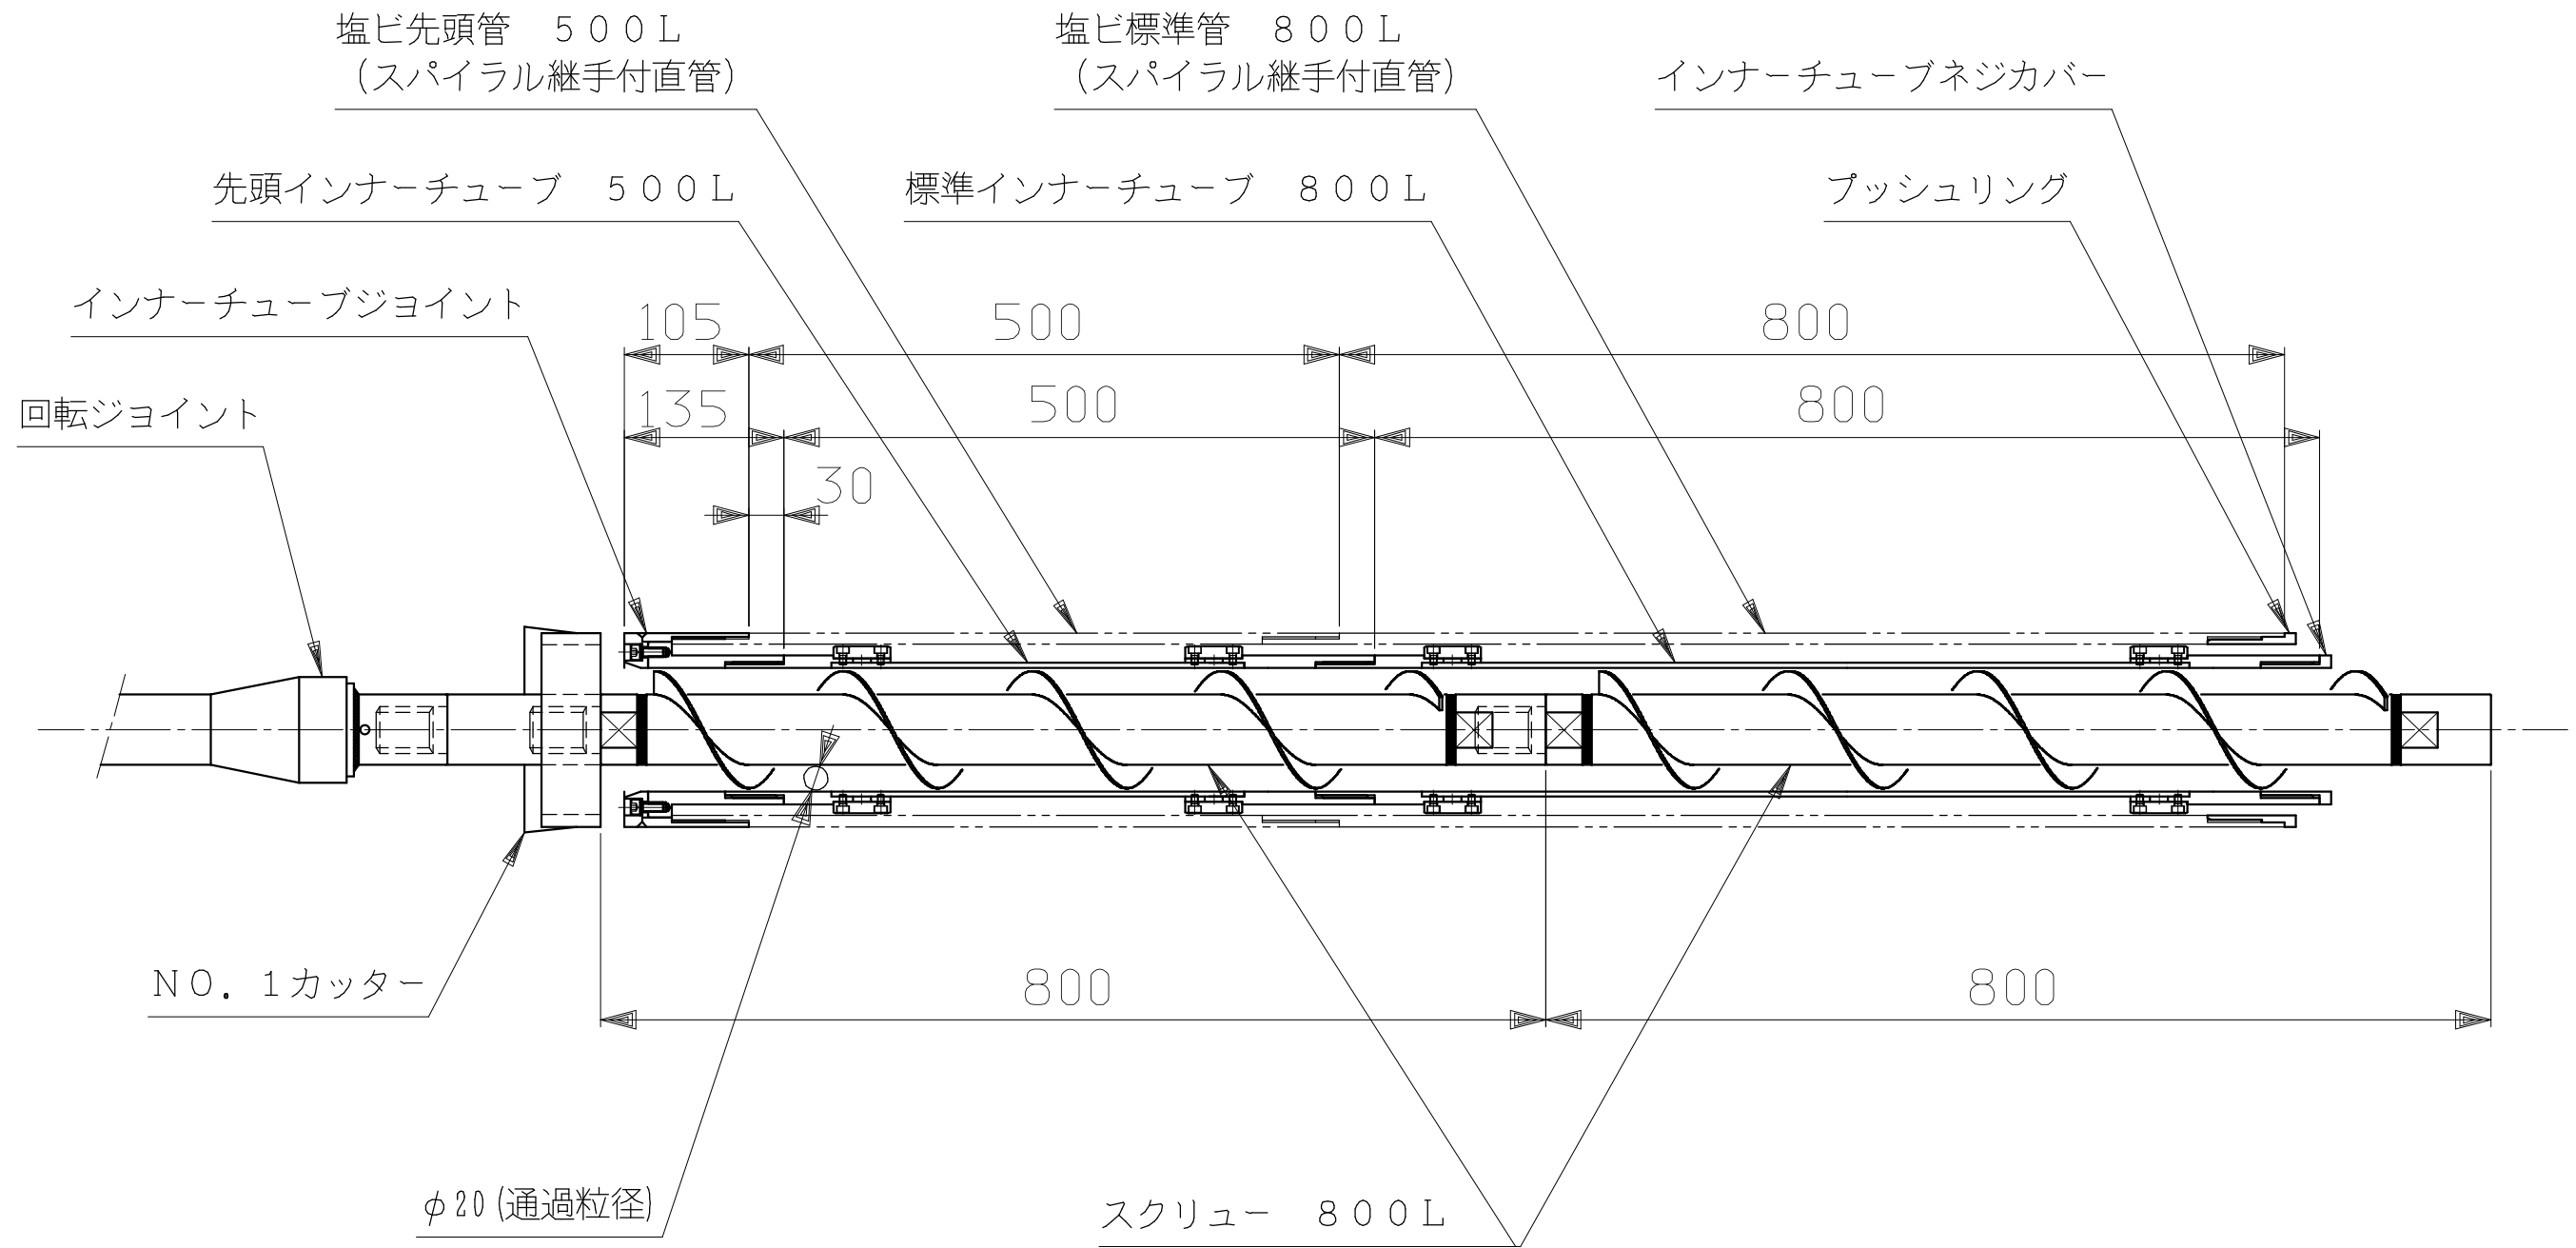 塩ビ先頭管　５００Ｌ
（スパイラル継手付直管）
塩ビ標準管　８００Ｌ
（スパイラル継手付直管）
インナーチューブネジカバー
先頭インナーチューブ　５００Ｌ
標準インナーチューブ　８００Ｌ
プッシュリング
インナーチューブジョイント
105
500
800
回転ジョイント
135
500
800
30
ＮＯ．１カッター
800
800
φ20(通過粒径)
スクリュー　８００Ｌ